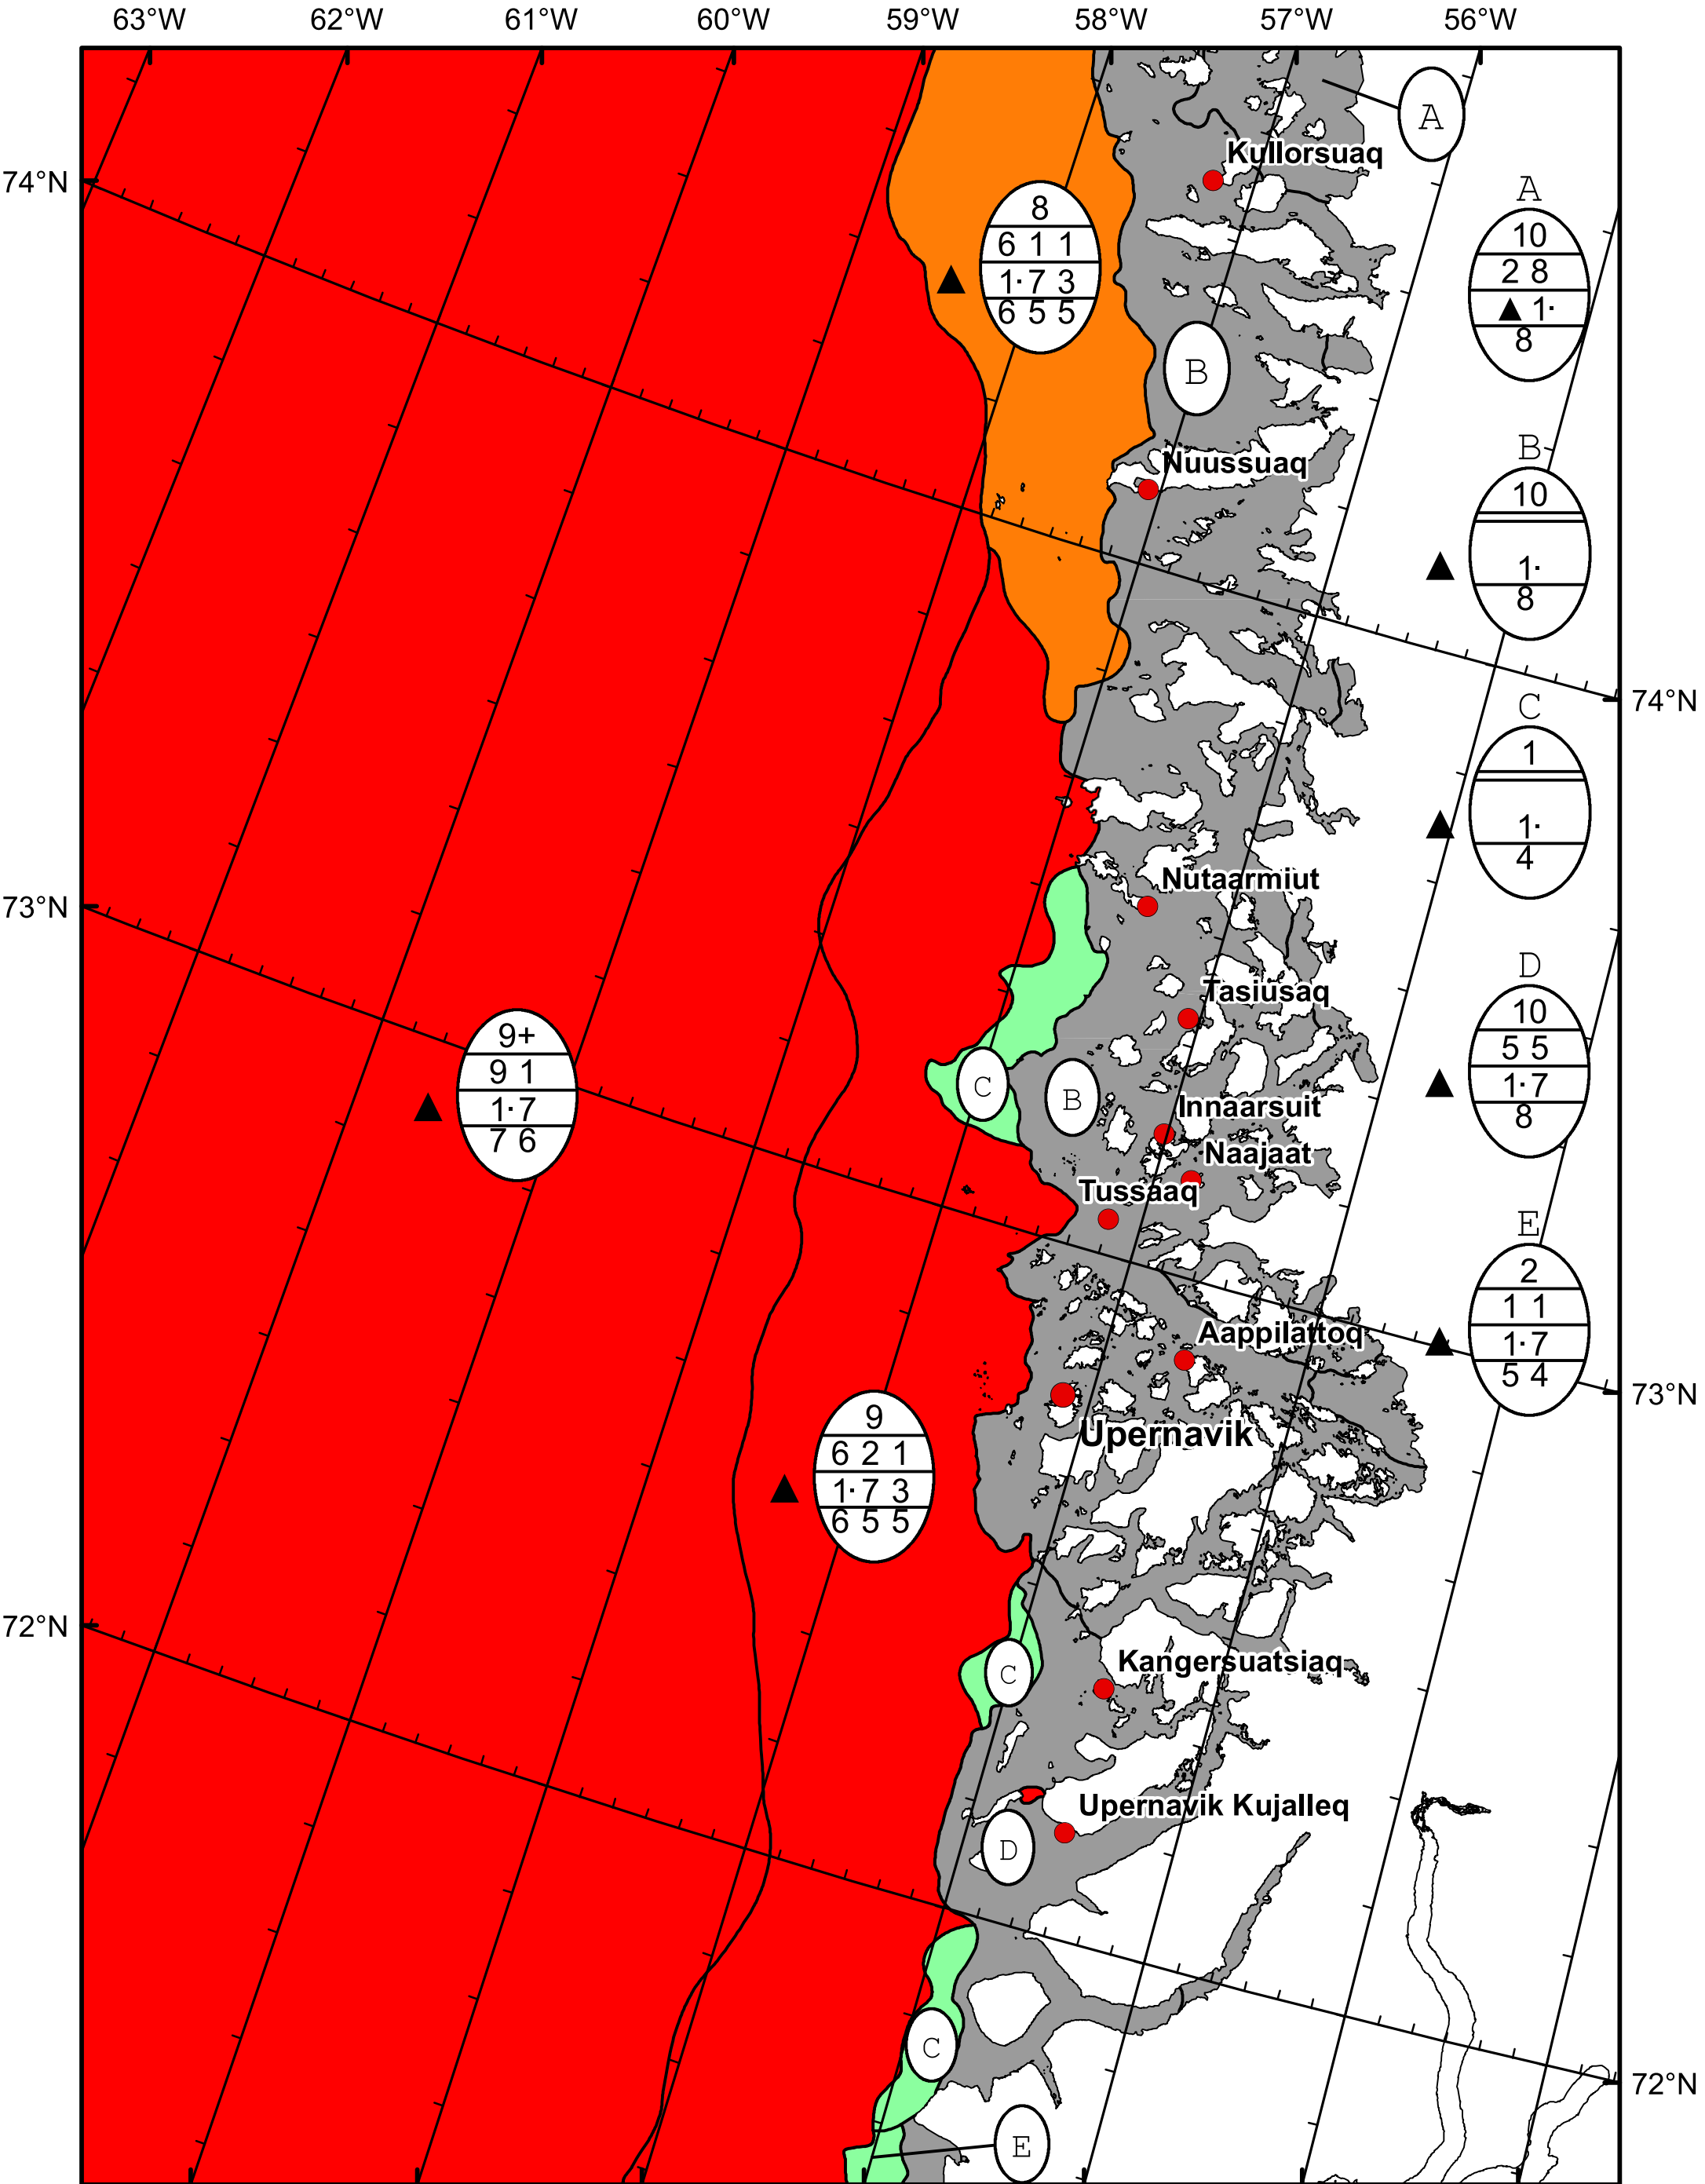 63°W 62°W 61°W 60°W 59°W 58°W 57°W 56°W
A
Kullorsuaq
74°N
A
8
6 1 1
1·7 3
6 5 5
10
2 8
▲ 1·
8
B
Nuussuaq
B
10
1·
8
74°N
C
1
1·
4
Nutaarmiut
73°N
Tasiusaq
D
10
5 5
1·7
8
9+
9 1
1·7
7 6
C
B
Innaarsuit
Naajaat
Tussaaq
E
2
1 1
1·7
5 4
Aappilattoq
73°N
Upernavik
9
6 2 1
1·7 3
6 5 5
72°N
C
Kangersuatsiaq
Upernavik Kujalleq
D
C
72°N
E